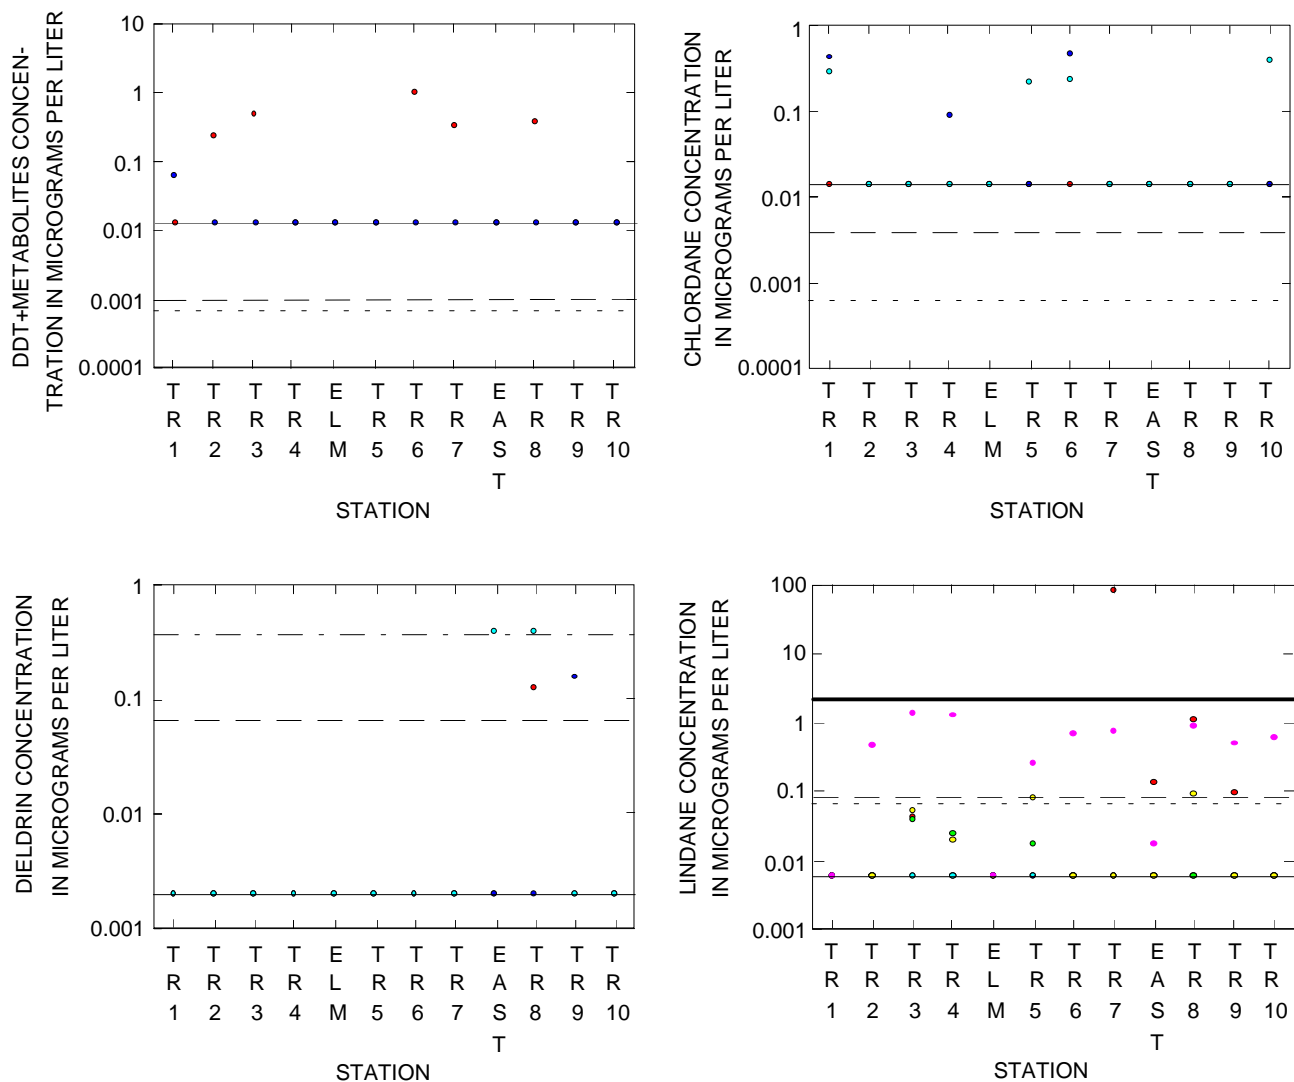 DDT+METABOLITES CONCEN-
TRATION IN MICROGRAMS PER LITER
10
1
0.1
0.01
0.001
0.0001
T T T T E T T T E T T T
R R R R L R R R A R R R
1 2 3 4 M 5 6 7 S 8 9 10
T
STATION
CHLORDANE CONCENTRATION
IN MICROGRAMS PER LITER
1
0.1
0.01
0.001
0.0001
T T T T E T T T E T T T
R R R R L R R R A R R R
1 2 3 4 M 5 6 7 S 8 9 10
T
STATION
DIELDRIN CONCENTRATION
IN MICROGRAMS PER LITER
1
0.1
0.01
0.001
T T T T E T T T E T T T
R R R R L R R R A R R R
1 2 3 4 M 5 6 7 S 8 9 10
T
STATION
LINDANE CONCENTRATION
IN MICROGRAMS PER LITER
100
10
1
0.1
0.01
0.001
T T T T E T T T E T T T
R R R R L R R R A R R R
1 2 3 4 M 5 6 7 S 8 9 10
T
STATION